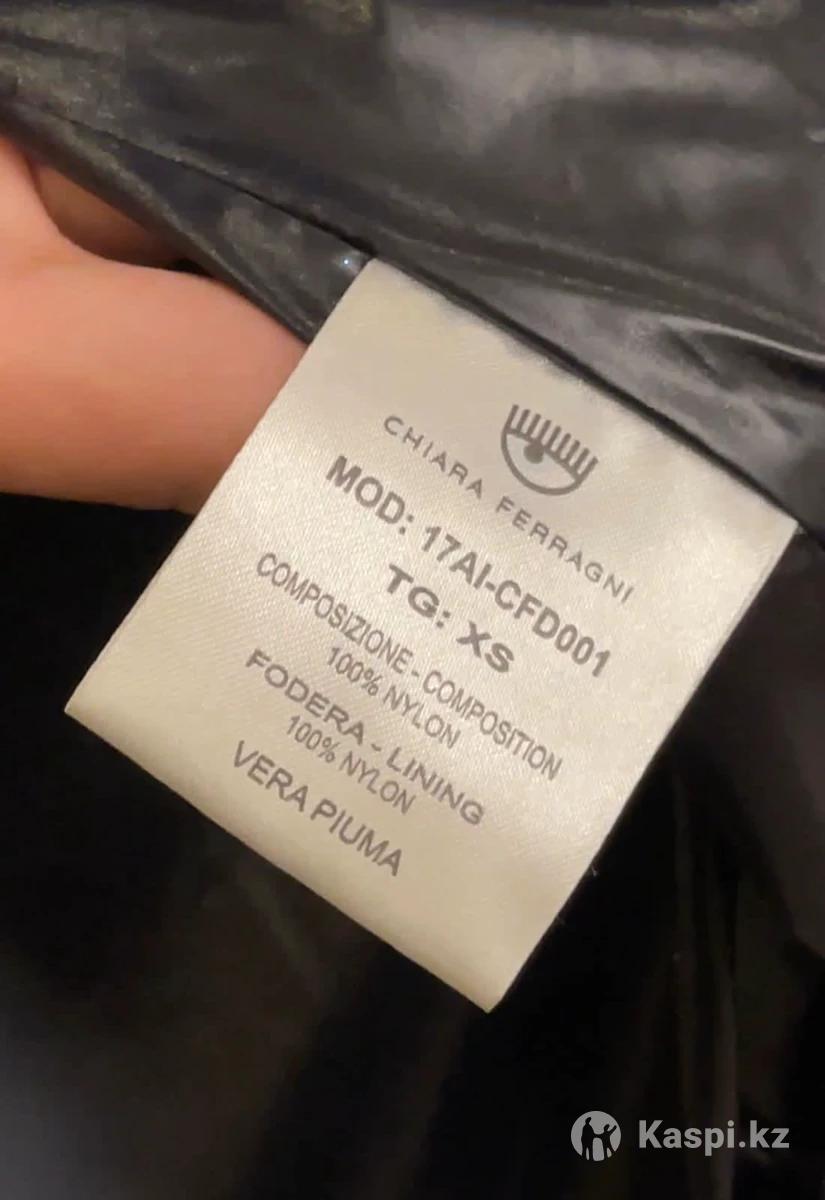 CHIARA FERRAGNI
MOD: 17AI-CFD001
TG: XS
COMPOSIZIONE - COMPOSITION
100% NYLON
FODERA - LINING
100% NYLON
VERA PIUMA
Kaspi.kz